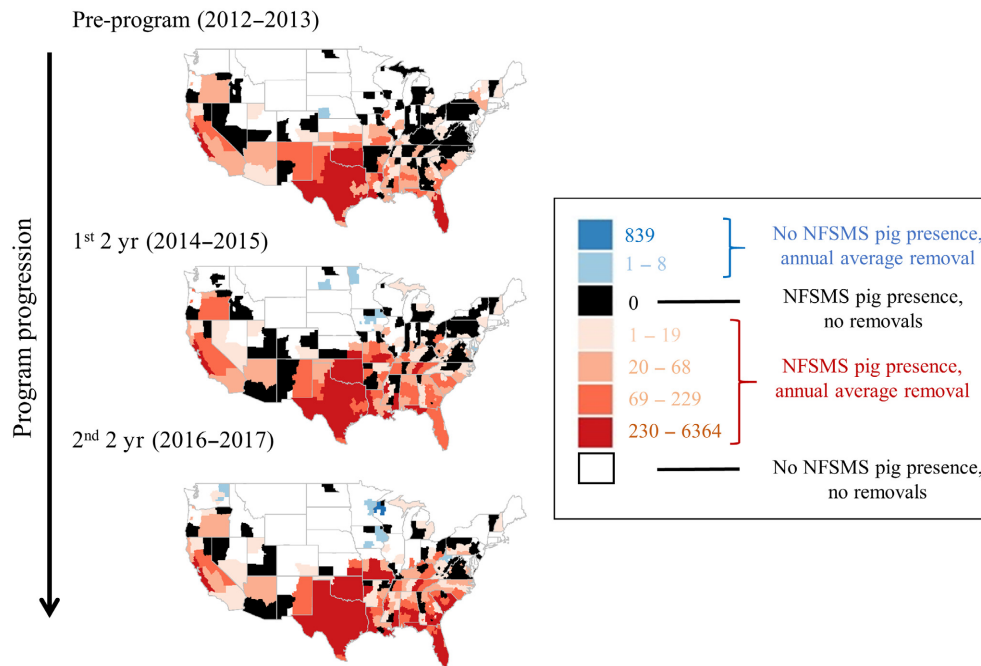 Pre-program (2012–2013)
1st 2 yr (2014–2015)
2nd 2 yr (2016–2017)
Program progression
839
1 – 8
No NFSMS pig presence,
annual average removal
0
NFSMS pig presence,
no removals
1 – 19
20 – 68
69 – 229
230 – 6364
NFSMS pig presence,
annual average removal
No NFSMS pig presence,
no removals